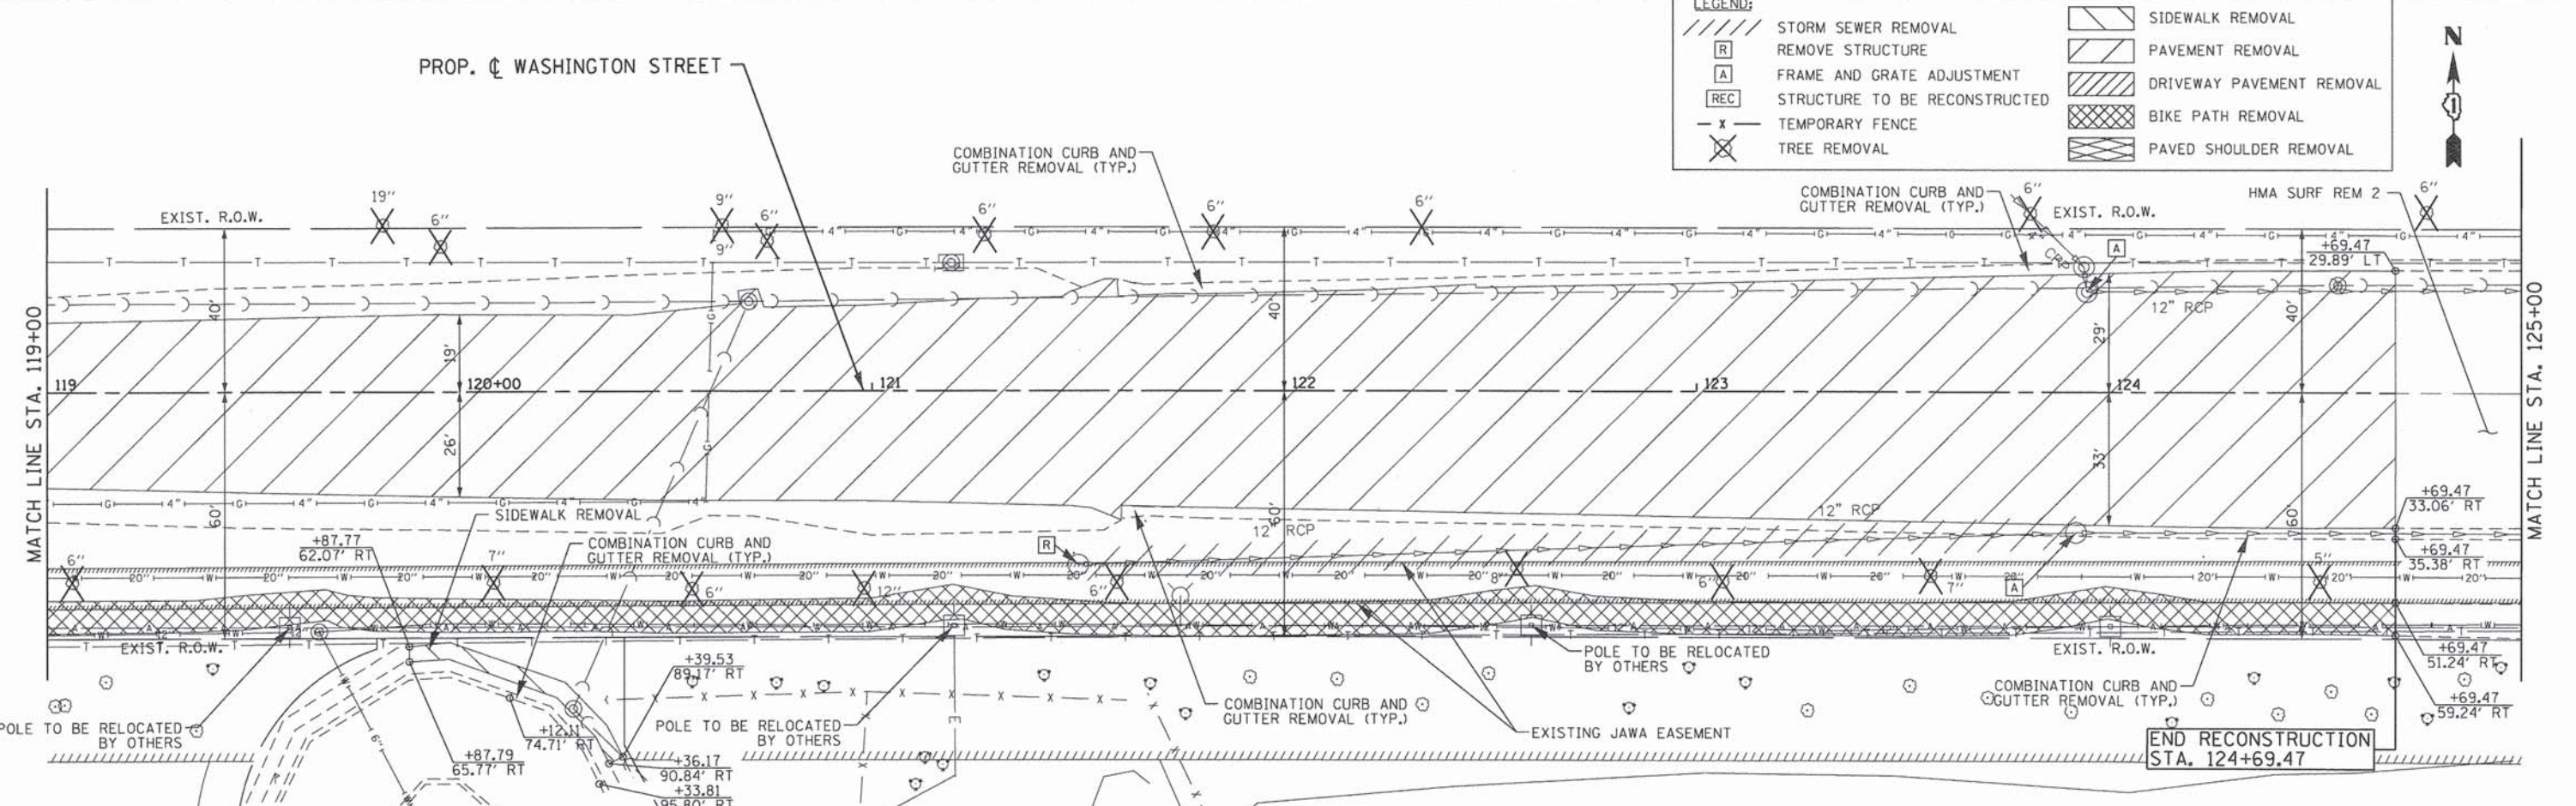 LEGEND:
STORM SEWER REMOVAL
R REMOVE STRUCTURE
A FRAME AND GRATE ADJUSTMENT
REC STRUCTURE TO BE RECONSTRUCTED
- X - TEMPORARY FENCE
TREE REMOVAL
SIDEWALK REMOVAL
PAVEMENT REMOVAL
DRIVEWAY PAVEMENT REMOVAL
BIKE PATH REMOVAL
PAVED SHOULDER REMOVAL
N
1
PROP. ℄ WASHINGTON STREET
COMBINATION CURB AND
GUTTER REMOVAL (TYP.)
COMBINATION CURB AND
GUTTER REMOVAL (TYP.)
HMA SURF REM 2
19"
6"
9"
6"
9"
6"
6"
6"
6"
6"
EXIST. R.O.W.
EXIST. R.O.W.
A
+69.47
29.89' LT
12" RCP
40'
40'
40'
19'
29'
MATCH LINE STA. 119+00
MATCH LINE STA. 125+00
119
120+00
121
122
123
124
26'
33'
60'
60'
60'
12" RCP
12" RCP
+69.47
33.06' RT
+69.47
35.38' RT
SIDEWALK REMOVAL
+87.77
62.07' RT
COMBINATION CURB AND
GUTTER REMOVAL (TYP.)
R
A
6"
7"
6"
12"
6"
8"
6"
7"
5"
EXIST. R.O.W.
EXIST. R.O.W.
POLE TO BE RELOCATED
BY OTHERS
+69.47
51.24' RT
+39.53
89.17' RT
COMBINATION CURB AND
GUTTER REMOVAL (TYP.)
COMBINATION CURB AND
GUTTER REMOVAL (TYP.)
+69.47
59.24' RT
POLE TO BE RELOCATED
BY OTHERS
POLE TO BE RELOCATED
BY OTHERS
EXISTING JAWA EASEMENT
+12.11
74.71' RT
+87.79
65.77' RT
6"
+36.17
90.84' RT
+33.81
95.80' RT
END RECONSTRUCTION
STA. 124+69.47